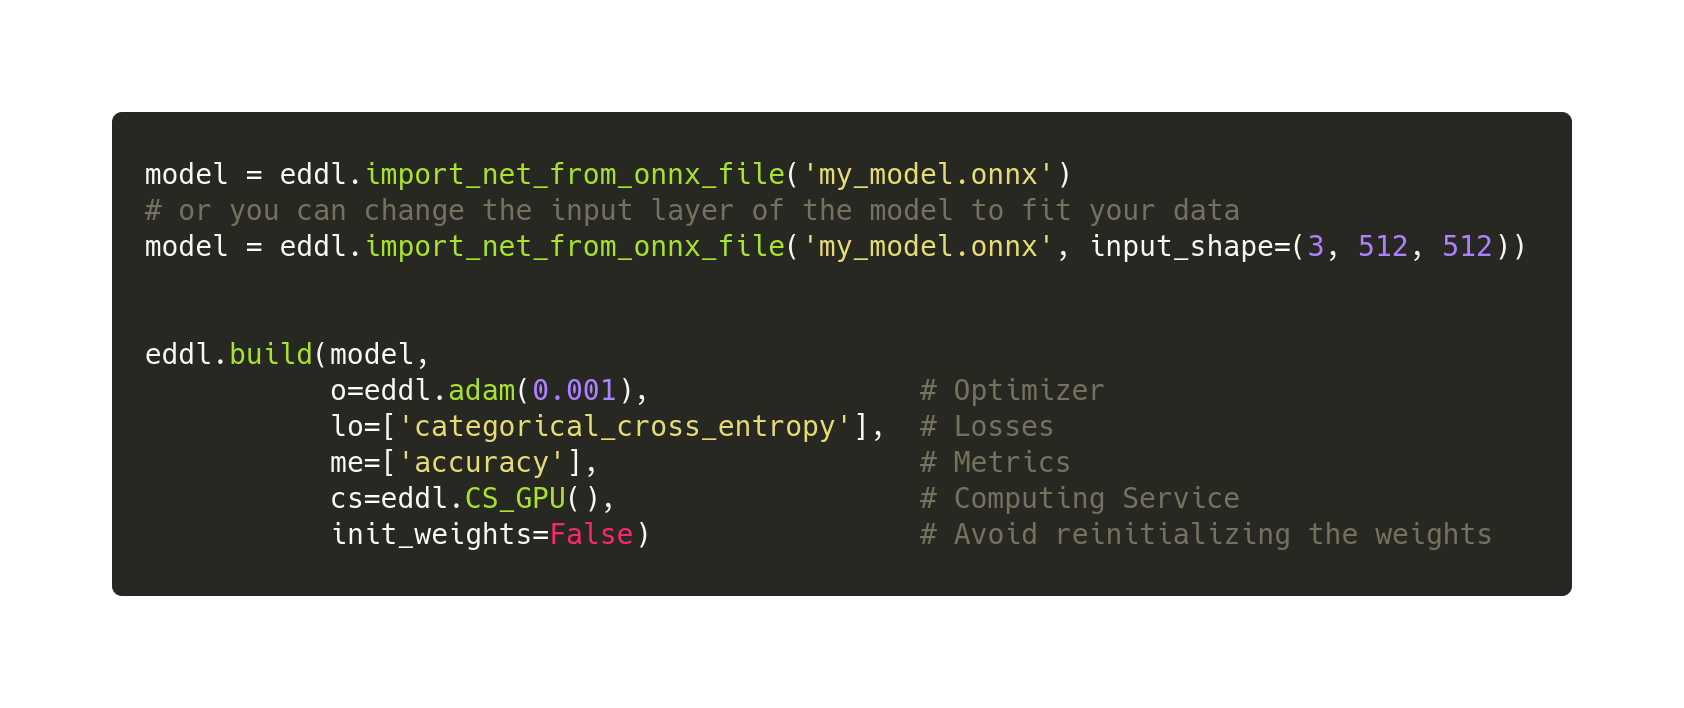 model = eddl.import_net_from_onnx_file('my_model.onnx')
# or you can change the input layer of the model to fit your data
model = eddl.import_net_from_onnx_file('my_model.onnx', input_shape=(3, 512, 512))
eddl.build(model,
           o=eddl.adam(0.001),                # Optimizer
           lo=['categorical_cross_entropy'],  # Losses
           me=['accuracy'],                   # Metrics
           cs=eddl.CS_GPU(),                  # Computing Service
           init_weights=False)                # Avoid reinitializing the weights